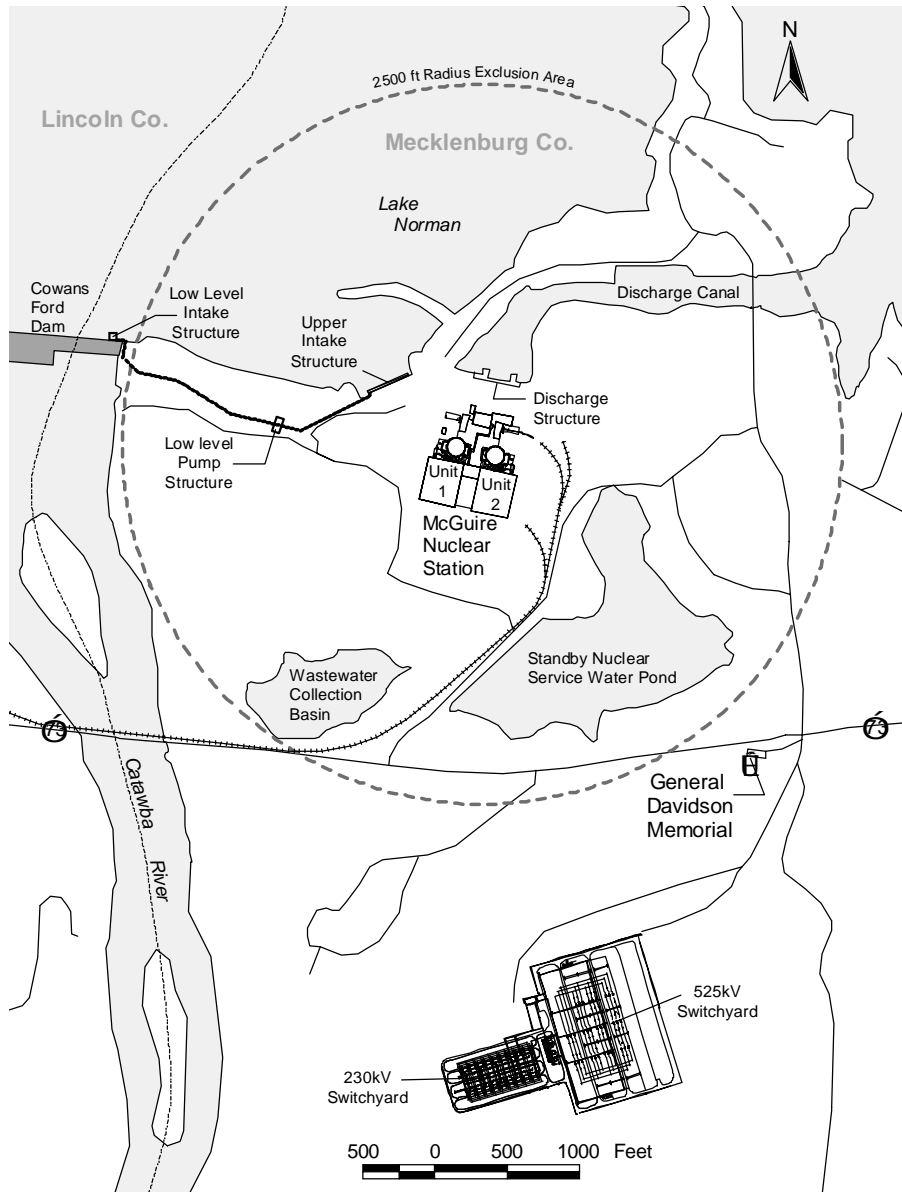 N
2500 ft Radius Exclusion Area
Lincoln Co.
Mecklenburg Co.
Lake
Norman
Cowans
Ford
Dam
Low Level
Intake
Structure
Upper
Intake
Structure
Discharge Canal
Discharge
Structure
Low level
Pump
Structure
Unit
1
Unit
2
McGuire
Nuclear
Station
Wastewater
Collection
Basin
Standby Nuclear
Service Water Pond
73
73
Catawba
River
General
Davidson
Memorial
525kV
Switchyard
230kV
Switchyard
500 0 500 1000 Feet